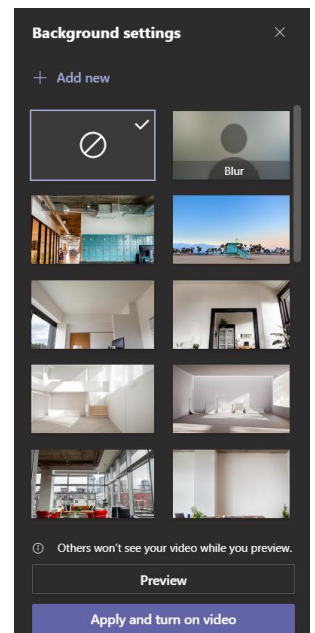 Background settings
Add new
Blur
Others won't see your video while you preview.
Preview
Apply and turn on video